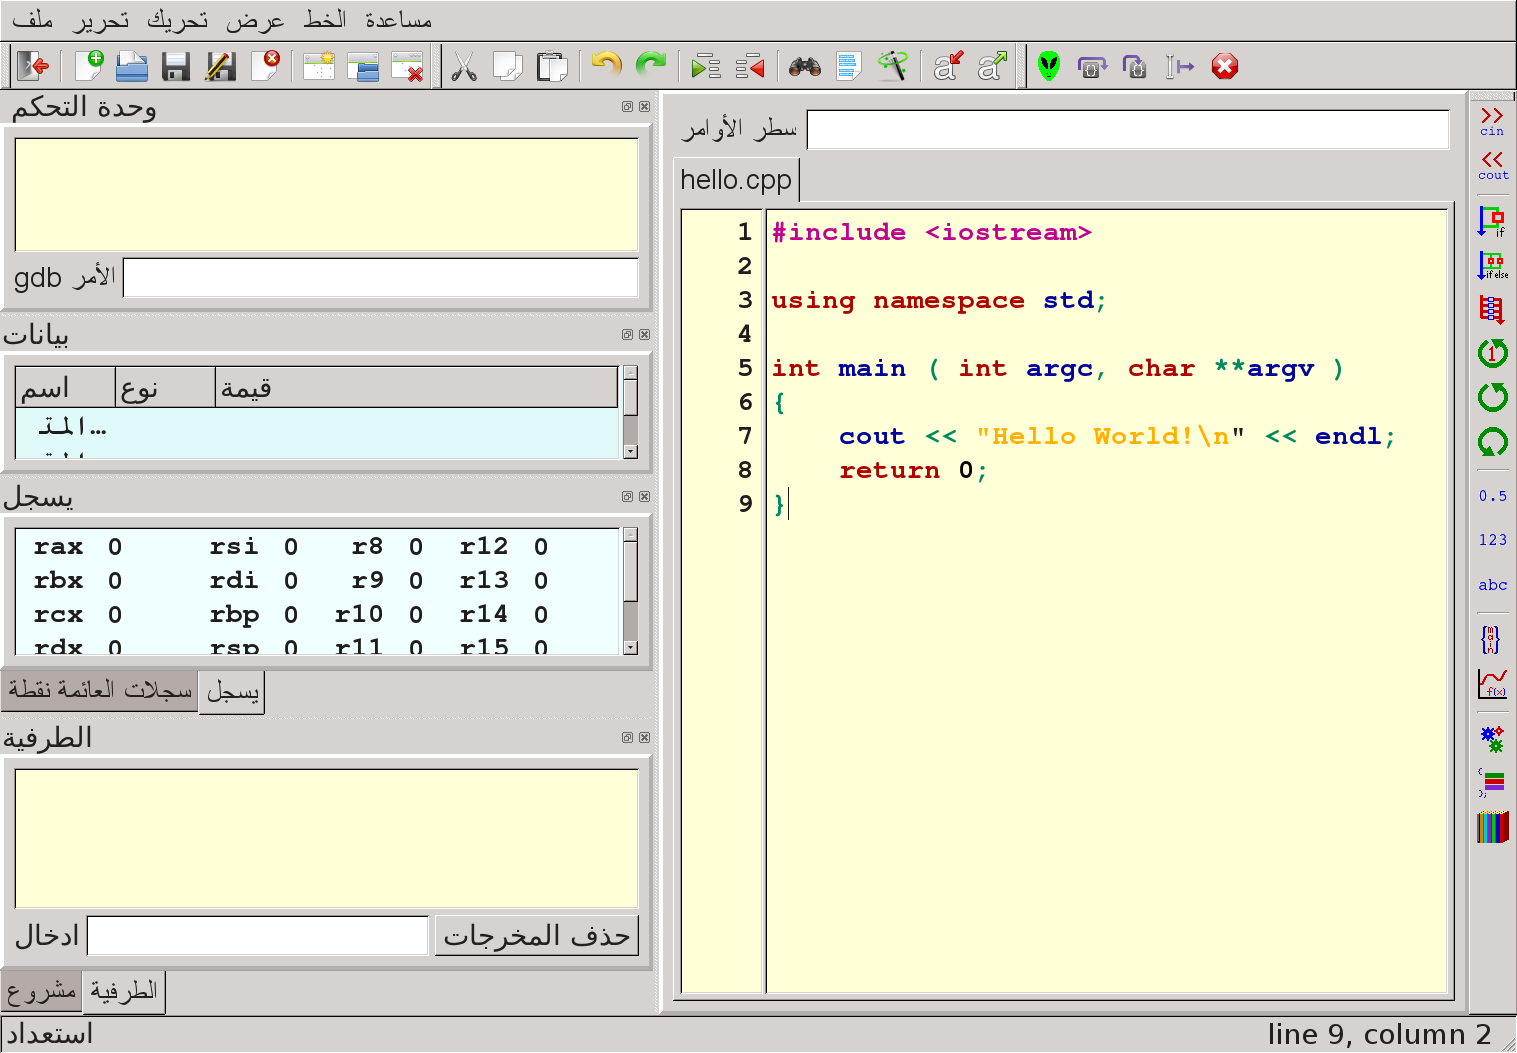 ملف تحرير تحريك عرض الخط مساعدة
وحدة التحكم
gdb الأمر
بيانات
اسم نوع قيمة
المتـ...
يسجل
rax 0 rsi 0 r8 0 r12 0
rbx 0 rdi 0 r9 0 r13 0
rcx 0 rbp 0 r10 0 r14 0
rdx 0 rsp 0 r11 0 r15 0
سجلات العائمة نقطة يسجل
الطرفية
ادخال حذف المخرجات
مشروع الطرفية
سطر الأوامر
hello.cpp
1 #include <iostream>
2
3 using namespace std;
4
5 int main ( int argc, char **argv )
6 {
7     cout << "Hello World!\n" << endl;
8     return 0;
9 }
>> cin
<< cout
if
if else
1
0.5
123
abc
{main}
f(x)
استعداد
line 9, column 2